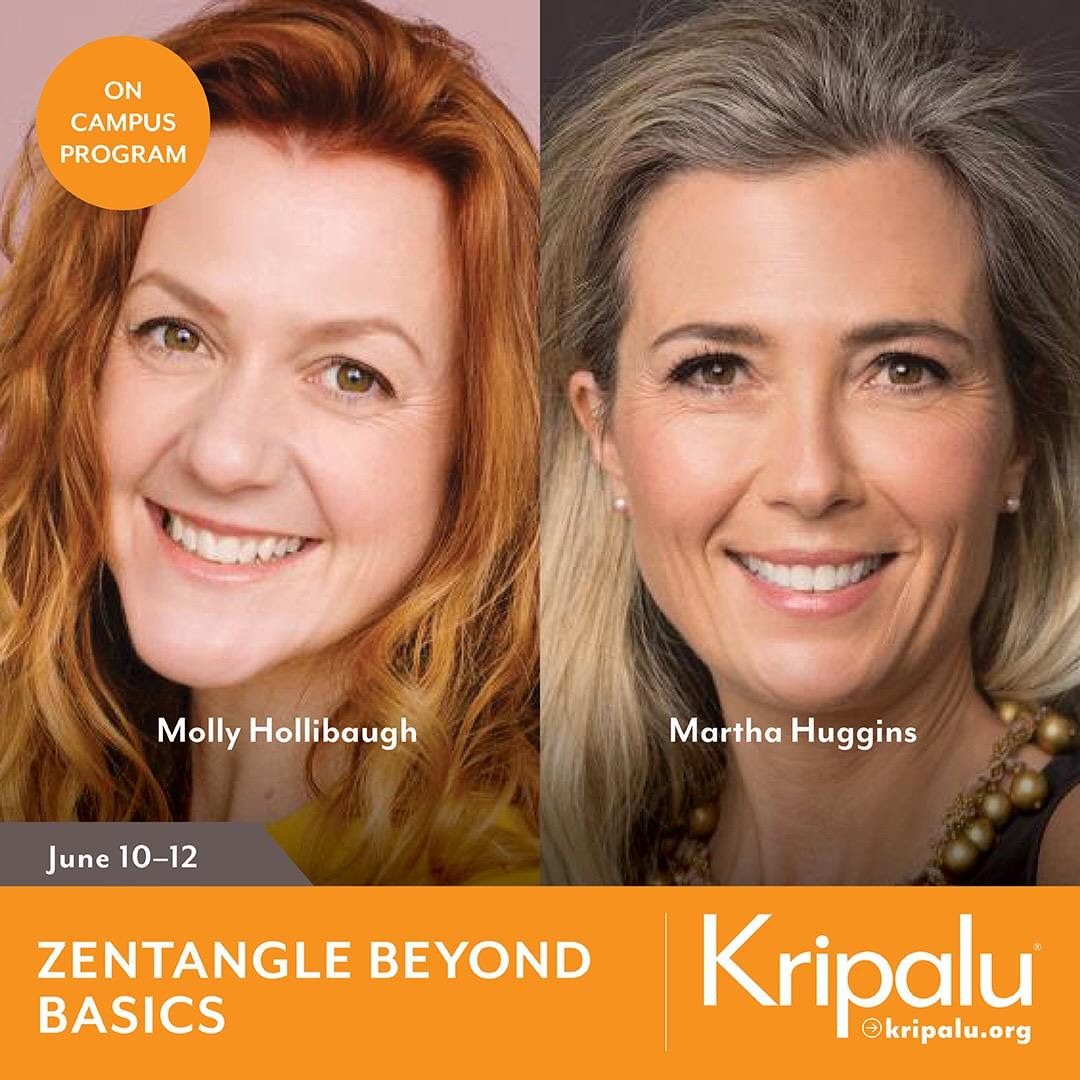 ON
CAMPUS
PROGRAM
Molly Hollibaugh
Martha Huggins
June 10–12
ZENTANGLE BEYOND
BASICS
Kripalu®
kripalu.org